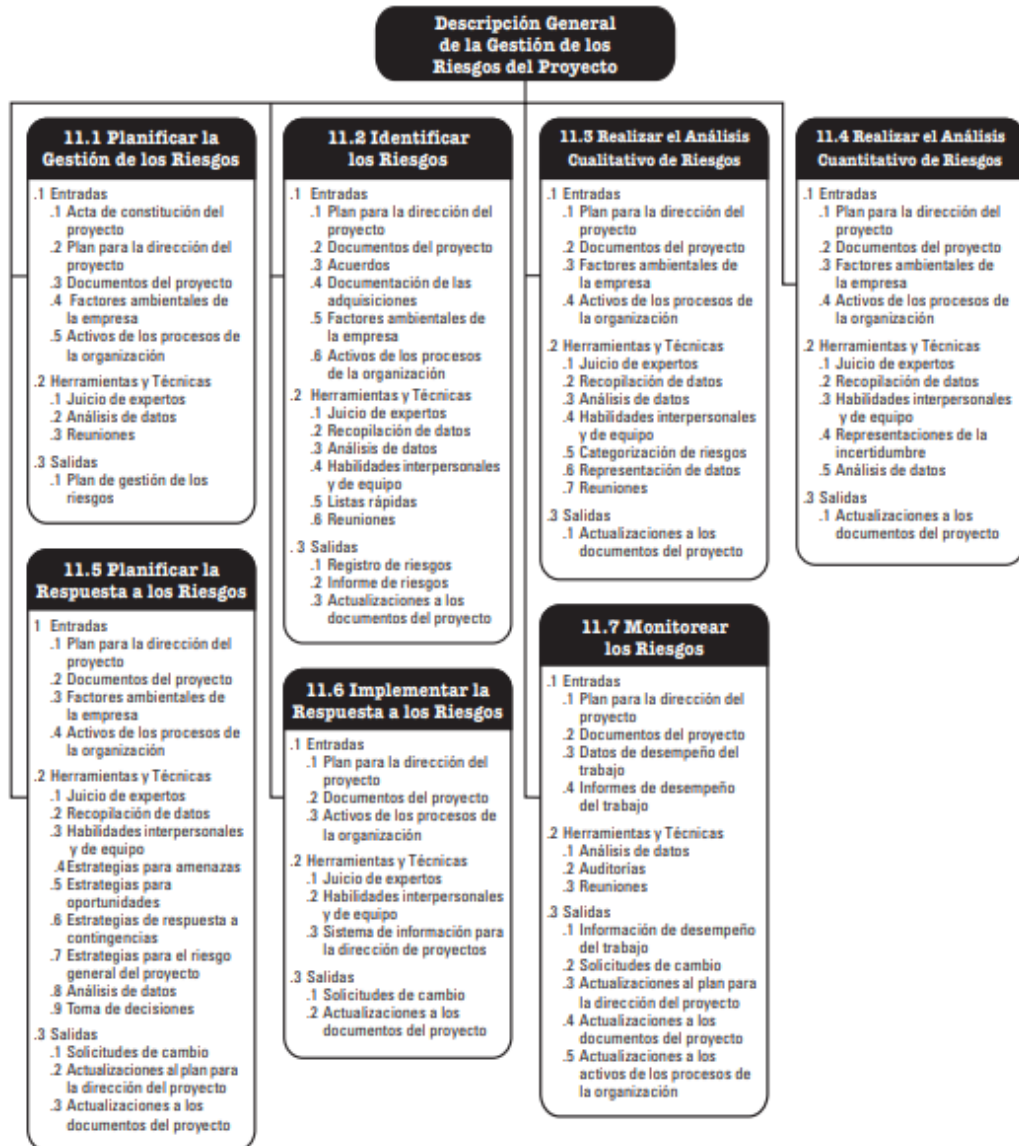 Descripción General
de la Gestión de los
Riesgos del Proyecto
11.1 Planificar la
Gestión de los Riesgos
.1 Entradas
.1 Acta de constitución del
proyecto
.2 Plan para la dirección del
proyecto
.3 Documentos del proyecto
.4 Factores ambientales de
la empresa
.5 Activos de los procesos de
la organización
.2 Herramientas y Técnicas
.1 Juicio de expertos
.2 Análisis de datos
.3 Reuniones
.3 Salidas
.1 Plan de gestión de los
riesgos
11.2 Identificar
los Riesgos
.1 Entradas
.1 Plan para la dirección del
proyecto
.2 Documentos del proyecto
.3 Acuerdos
.4 Documentación de las
adquisiciones
.5 Factores ambientales de
la empresa
.6 Activos de los procesos
de la organización
.2 Herramientas y Técnicas
.1 Juicio de expertos
.2 Recopilación de datos
.3 Análisis de datos
.4 Habilidades interpersonales
y de equipo
.5 Listas rápidas
.6 Reuniones
.3 Salidas
.1 Registro de riesgos
.2 Informe de riesgos
.3 Actualizaciones a los
documentos del proyecto
11.3 Realizar el Análisis
Cualitativo de Riesgos
.1 Entradas
.1 Plan para la dirección del
proyecto
.2 Documentos del proyecto
.3 Factores ambientales de
la empresa
.4 Activos de los procesos de
la organización
.2 Herramientas y Técnicas
.1 Juicio de expertos
.2 Recopilación de datos
.3 Análisis de datos
.4 Habilidades interpersonales
y de equipo
.5 Categorización de riesgos
.6 Representación de datos
.7 Reuniones
.3 Salidas
.1 Actualizaciones a los
documentos del proyecto
11.4 Realizar el Análisis
Cuantitativo de Riesgos
.1 Entradas
.1 Plan para la dirección del
proyecto
.2 Documentos del proyecto
.3 Factores ambientales de
la empresa
.4 Activos de los procesos de
la organización
.2 Herramientas y Técnicas
.1 Juicio de expertos
.2 Recopilación de datos
.3 Habilidades interpersonales
y de equipo
.4 Representaciones de la
incertidumbre
.5 Análisis de datos
.3 Salidas
.1 Actualizaciones a los
documentos del proyecto
11.5 Planificar la
Respuesta a los Riesgos
1 Entradas
.1 Plan para la dirección del
proyecto
.2 Documentos del proyecto
.3 Factores ambientales de
la empresa
.4 Activos de los procesos de
la organización
.2 Herramientas y Técnicas
.1 Juicio de expertos
.2 Recopilación de datos
.3 Habilidades interpersonales
y de equipo
.4 Estrategias para amenazas
.5 Estrategias para
oportunidades
.6 Estrategias de respuesta a
contingencias
.7 Estrategias para el riesgo
general del proyecto
.8 Análisis de datos
.9 Toma de decisiones
.3 Salidas
.1 Solicitudes de cambio
.2 Actualizaciones al plan para
la dirección del proyecto
.3 Actualizaciones a los
documentos del proyecto
11.6 Implementar la
Respuesta a los Riesgos
.1 Entradas
.1 Plan para la dirección del
proyecto
.2 Documentos del proyecto
.3 Activos de los procesos de
la organización
.2 Herramientas y Técnicas
.1 Juicio de expertos
.2 Habilidades interpersonales
y de equipo
.3 Sistema de información para
la dirección de proyectos
.3 Salidas
.1 Solicitudes de cambio
.2 Actualizaciones a los
documentos del proyecto
11.7 Monitorear
los Riesgos
.1 Entradas
.1 Plan para la dirección del
proyecto
.2 Documentos del proyecto
.3 Datos de desempeño del
trabajo
.4 Informes de desempeño
del trabajo
.2 Herramientas y Técnicas
.1 Análisis de datos
.2 Auditorías
.3 Reuniones
.3 Salidas
.1 Información de desempeño
del trabajo
.2 Solicitudes de cambio
.3 Actualizaciones al plan para
la dirección del proyecto
.4 Actualizaciones a los
documentos del proyecto
.5 Actualizaciones a los
activos de los procesos de
la organización